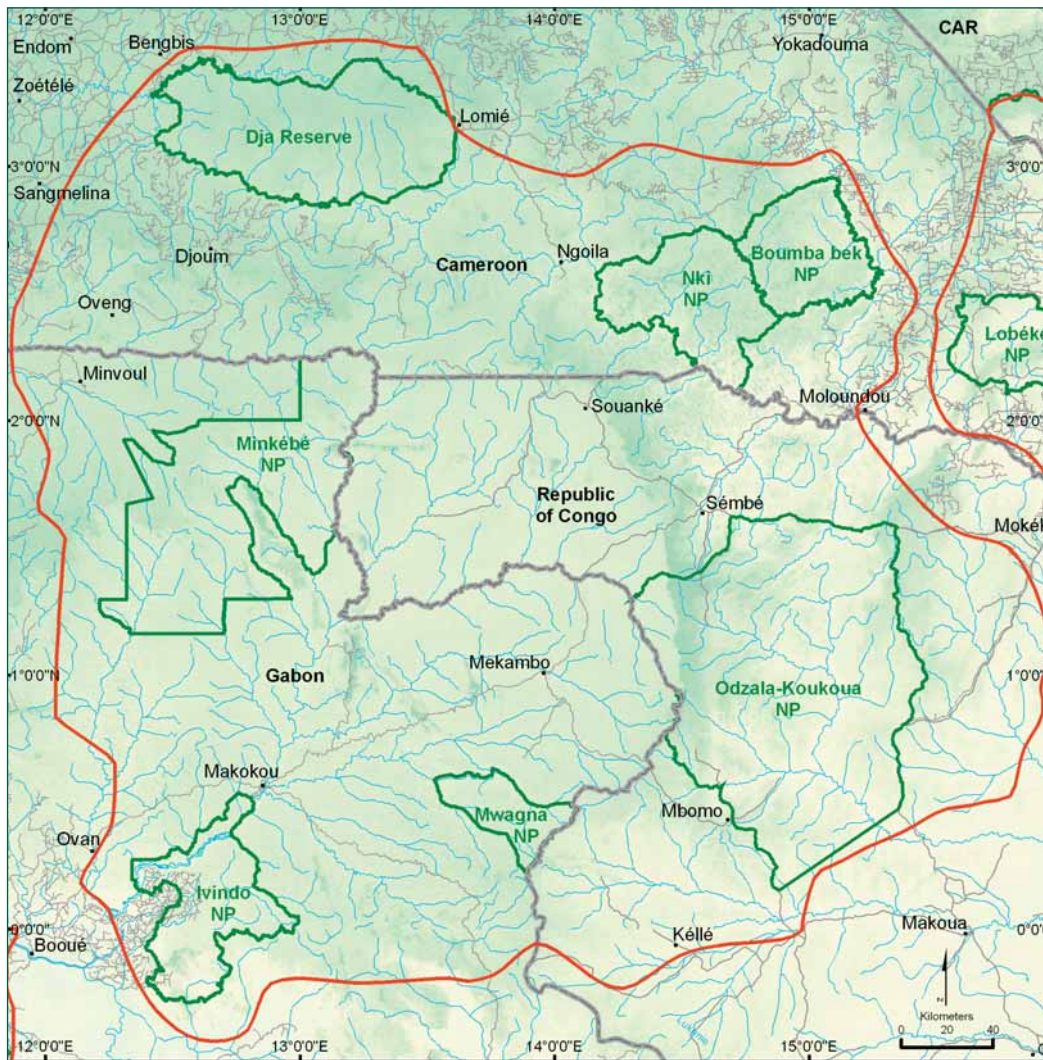 12°0'0"E
13°0'0"E
14°0'0"E
15°0'0"E
CAR
Endom
Bengbis
Yokadouma
Zoétélé
Lomié
Dja Reserve
3°0'0"N
3°0'0"
Sangmelina
Djoum
Cameroon
Ngoila
Boumba bek
NP
Nki
NP
Oveng
Lobéké
NP
Minvoul
Moloundou
Souanké
2°0'0"N
2°0'0"
Minkébé
NP
Republic
of Congo
Sémbé
Moké
1°0'0"N
1°0'0"
Gabon
Mekambo
Odzala-Koukoua
NP
Makokou
Mwagna
NP
Mbomo
Ovan
Ivindo
NP
0°0'0"
0°0'0"
Makoua
Booué
Kéllé
N
Kilometers
0 20 40
12°0'0"E
13°0'0"E
14°0'0"E
15°0'0"E